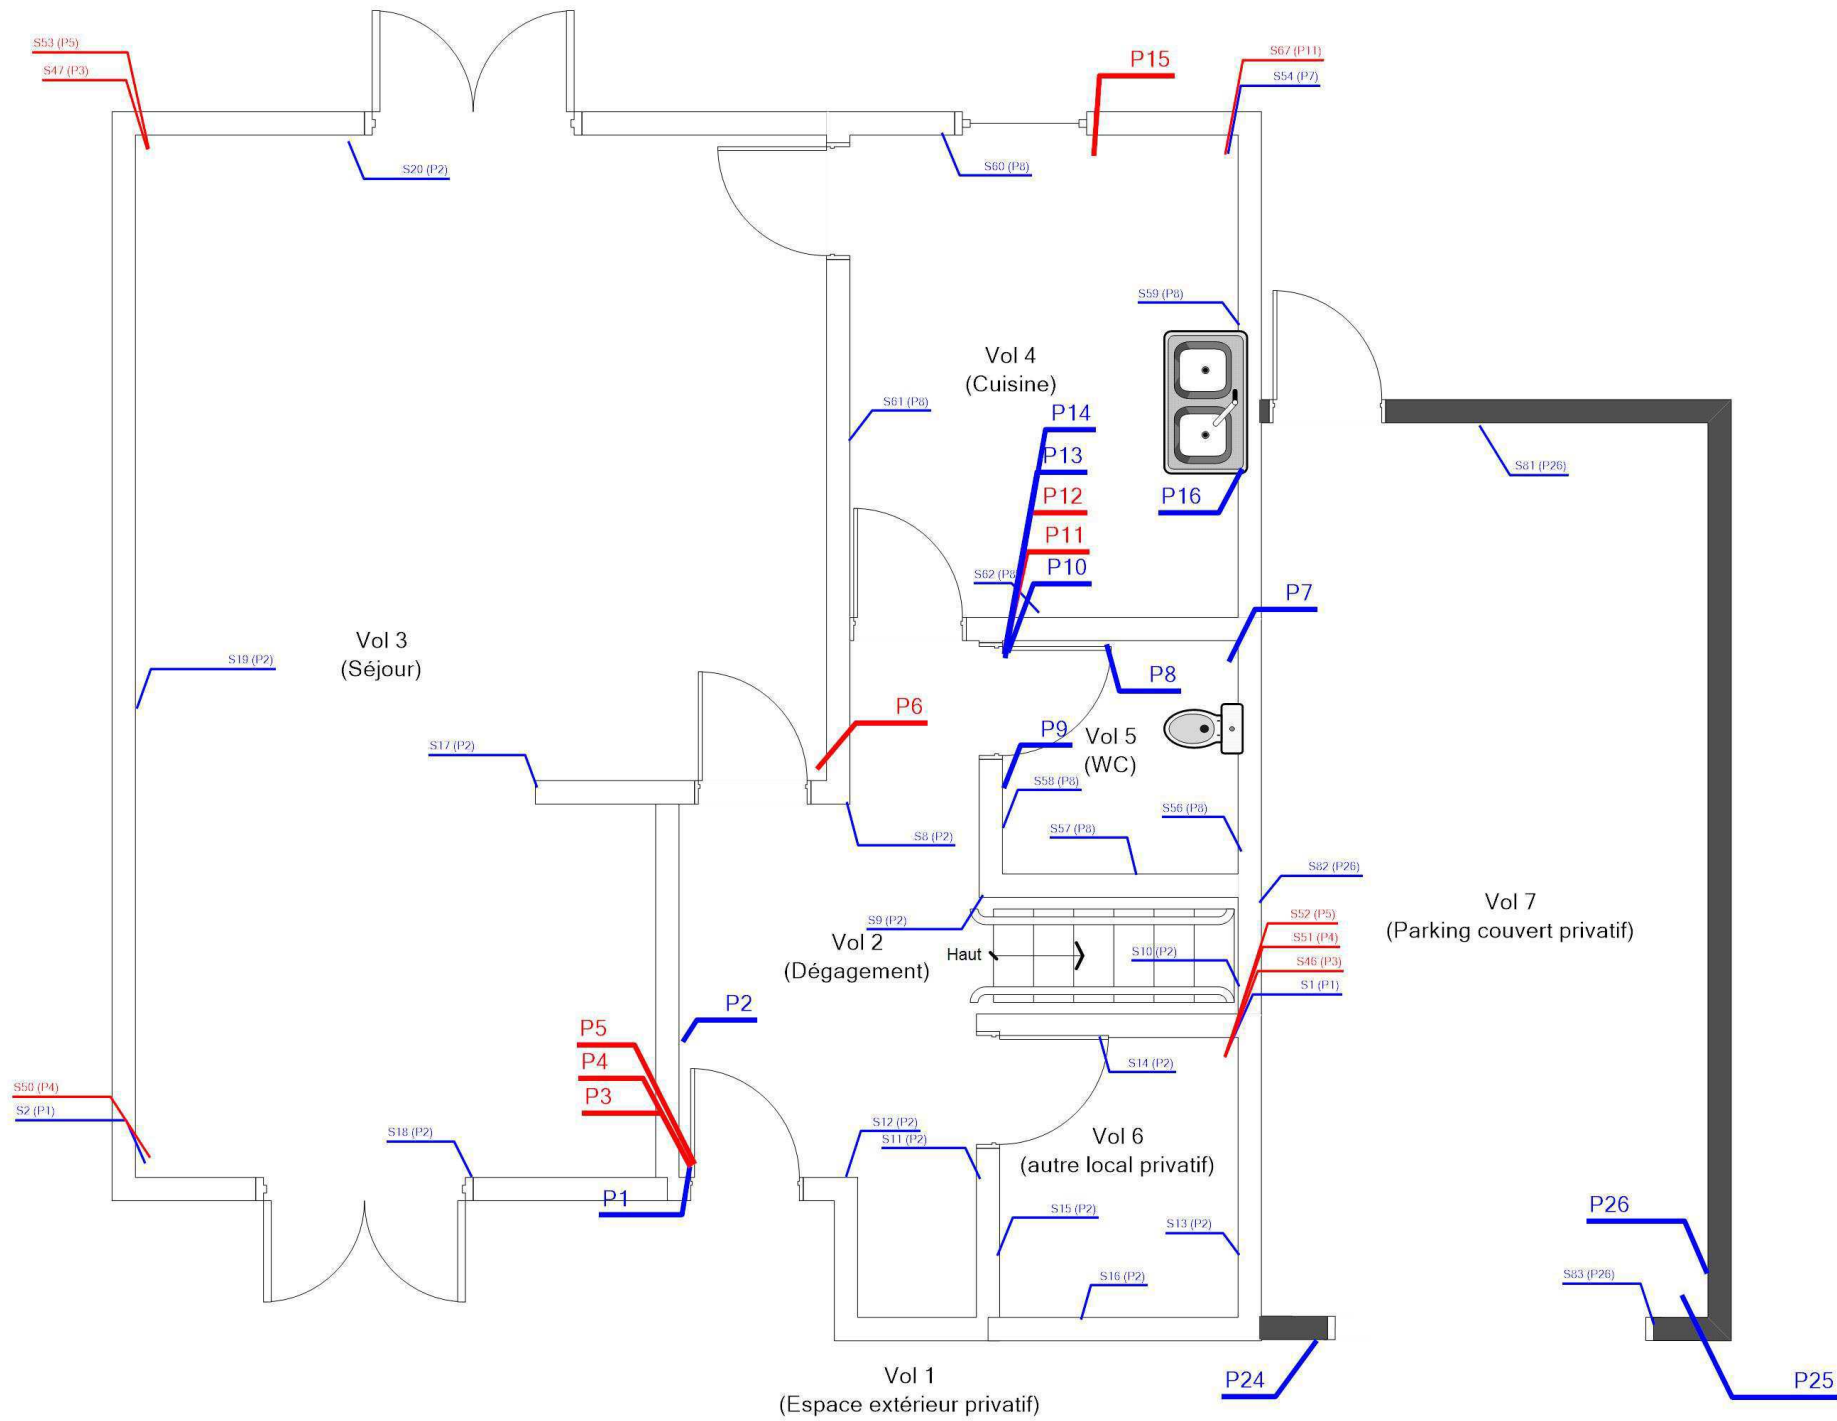 S53 (P5)
S47 (P3)
P15
S67 (P11)
S54 (P7)
S20 (P2)
S60 (P8)
S59 (P8)
Vol 4
(Cuisine)
S61 (P8)
P14
P13
P12
P11
P10
P16
S81 (P26)
S62 (P8
P7
Vol 3
(Séjour)
S19 (P2)
P8
P6
P9
Vol 5
(WC)
S17 (P2)
S58 (P8)
S56 (P8)
S57 (P8)
S8 (P2)
S82 (P26)
S9 (P2)
Vol 7
(Parking couvert privatif)
S52 (P5)
S51 (P4)
S46 (P3)
S1 (P1)
Vol 2
(Dégagement)
Haut
S10 (P2)
P2
P5
P4
P3
S14 (P2)
S50 (P4)
S2 (P1)
S18 (P2)
S12 (P2)
S11 (P2)
Vol 6
(autre local privatif)
P1
S15 (P2)
S13 (P2)
S16 (P2)
P26
S83 (P26)
Vol 1
(Espace extérieur privatif)
P24
P25